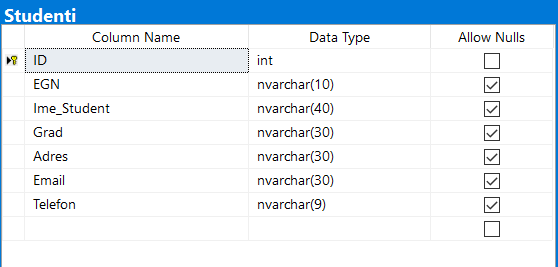 Studenti
Column Name Data Type Allow Nulls
ID int
EGN nvarchar(10)
Ime_Student nvarchar(40)
Grad nvarchar(30)
Adres nvarchar(30)
Email nvarchar(30)
Telefon nvarchar(9)